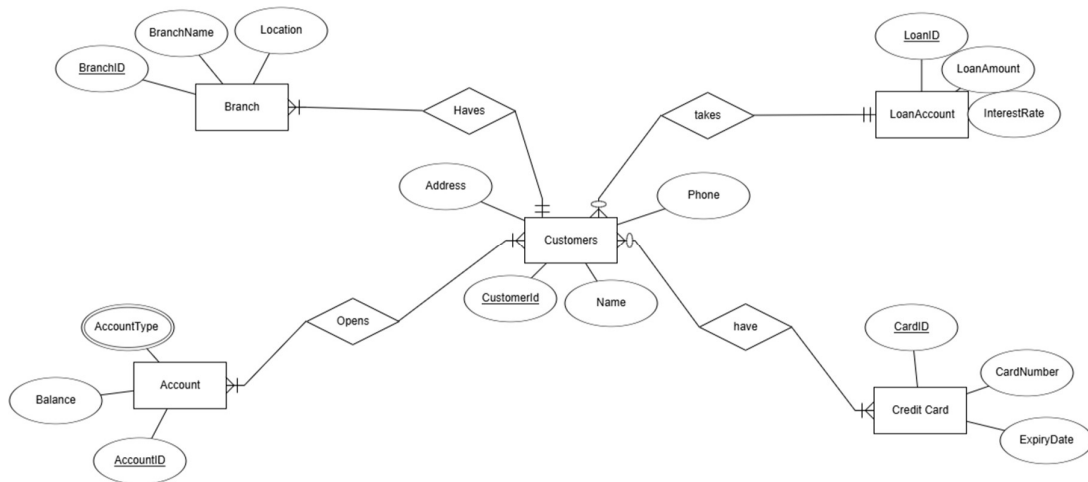 BranchName
Location
BranchID
Branch
Haves
LoanID
LoanAmount
InterestRate
LoanAccount
takes
Address
Phone
Customers
CustomerId
Name
AccountType
Opens
Account
Balance
AccountID
have
CardID
CardNumber
Credit Card
ExpiryDate